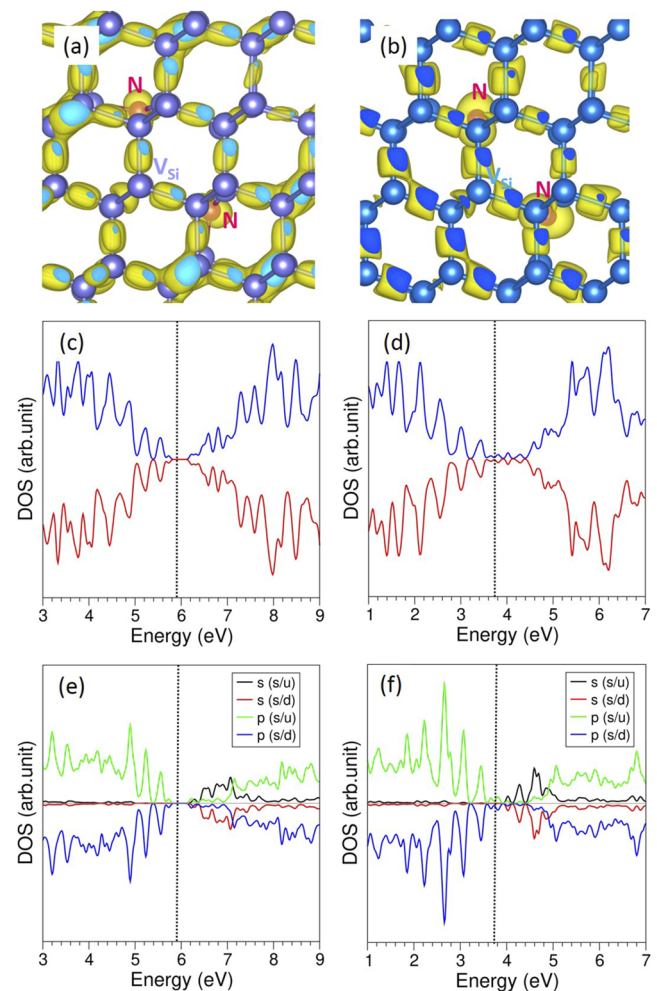 (a)
N
V_Si
N
(b)
N
V_Si
N
(c)
DOS (arb.unit)
3 4 5 6 7 8 9
Energy (eV)
(d)
DOS (arb.unit)
1 2 3 4 5 6 7
Energy (eV)
(e)
s (s/u)
s (s/d)
p (s/u)
p (s/d)
DOS (arb.unit)
3 4 5 6 7 8 9
Energy (eV)
(f)
s (s/u)
s (s/d)
p (s/u)
p (s/d)
DOS (arb.unit)
1 2 3 4 5 6 7
Energy (eV)